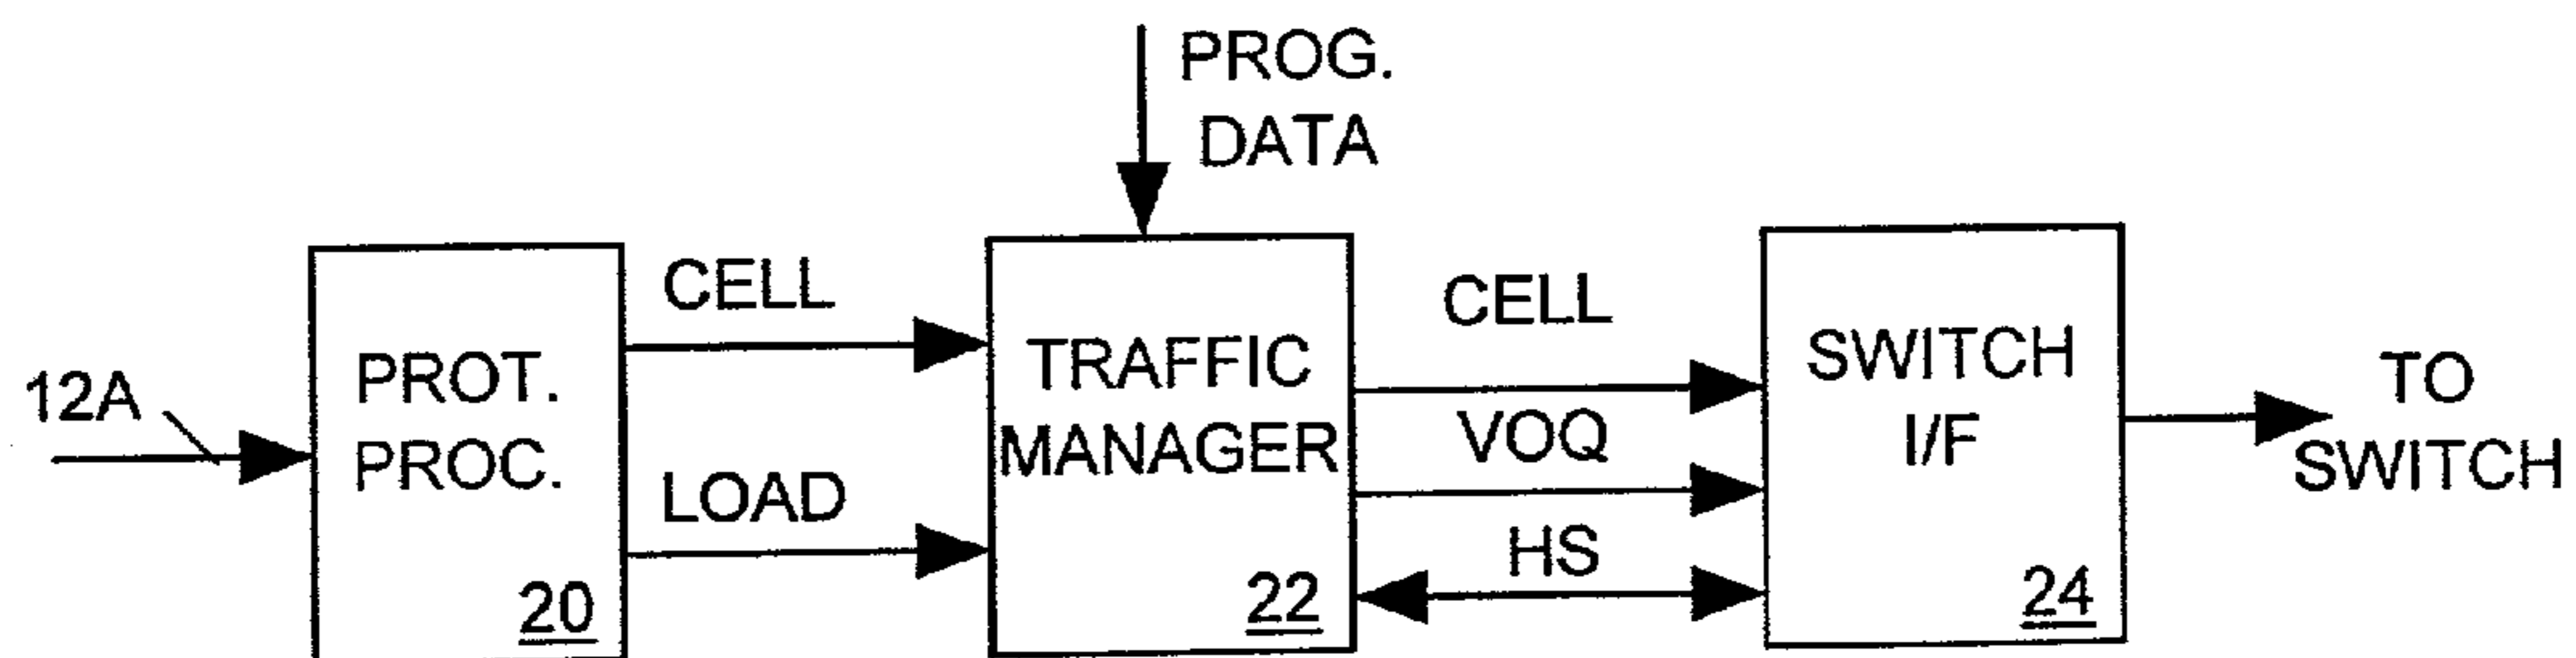 PROG.
DATA
12A
PROT.
PROC.
20
CELL
LOAD
TRAFFIC
MANAGER
22
CELL
VOQ
HS
SWITCH
I/F
24
TO
SWITCH